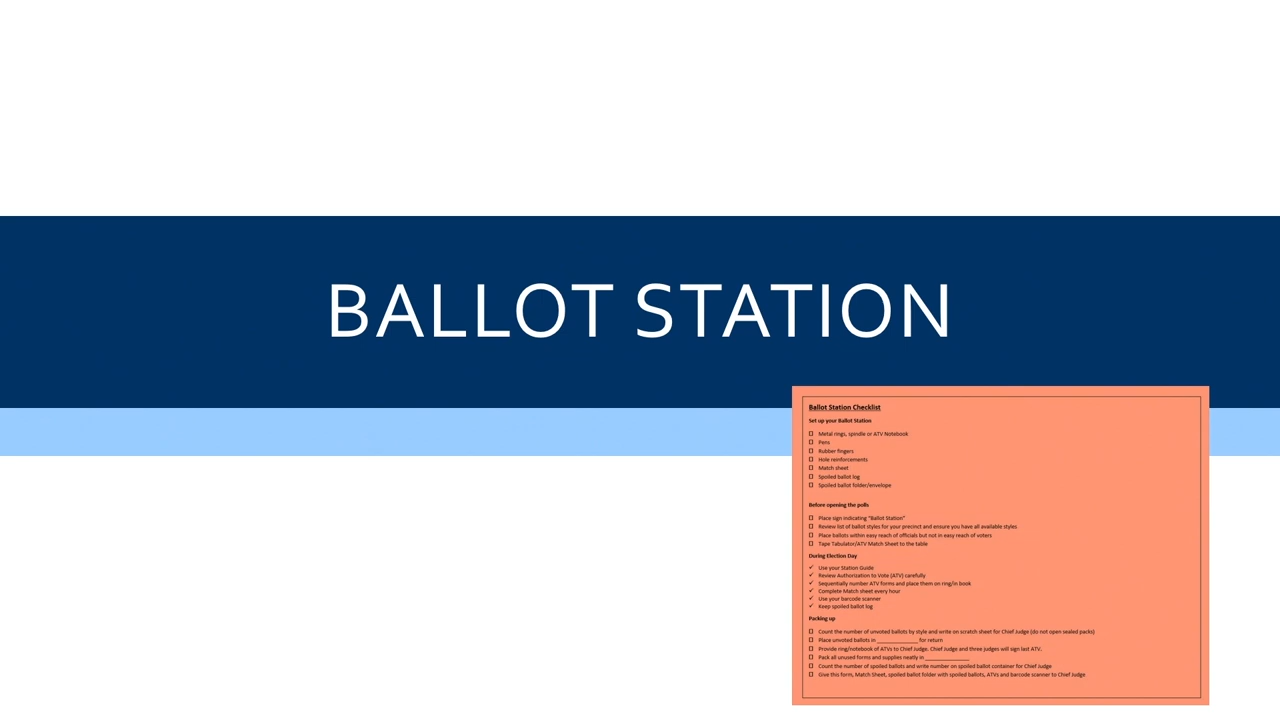 BALLOT STATION
Ballot Station Checklist
Set up your Ballot Station
☐ Metal rings, spindle or ATV Notebook
☐ Pens
☐ Rubber fingers
☐ Hole reinforcements
☐ Match sheet
☐ Spoiled ballot log
☐ Spoiled ballot folder/envelope
Before opening the polls
☐ Place sign indicating "Ballot Station"
☐ Review list of ballot styles for your precinct and ensure you have all available styles
☐ Place ballots within easy reach of officials but not in easy reach of voters
☐ Tape Tabulator/ATV Match Sheet to the table
During Election Day
✓ Use your Station Guide
✓ Review Authorization to Vote (ATV) carefully
✓ Sequentially number ATV forms and place them on ring/in book
✓ Complete Match sheet every hour
✓ Use your barcode scanner
✓ Keep spoiled ballot log
Packing up
☐ Count the number of unvoted ballots by style and write on scratch sheet for Chief Judge (do not open sealed packs)
☐ Place unvoted ballots in ______________ for return
☐ Provide ring/notebook of ATVs to Chief Judge. Chief Judge and three judges will sign last ATV.
☐ Pack all unused forms and supplies neatly in _______________
☐ Count the number of spoiled ballots and write number on spoiled ballot container for Chief Judge
☐ Give this form, Match Sheet, spoiled ballot folder with spoiled ballots, ATVs and barcode scanner to Chief Judge